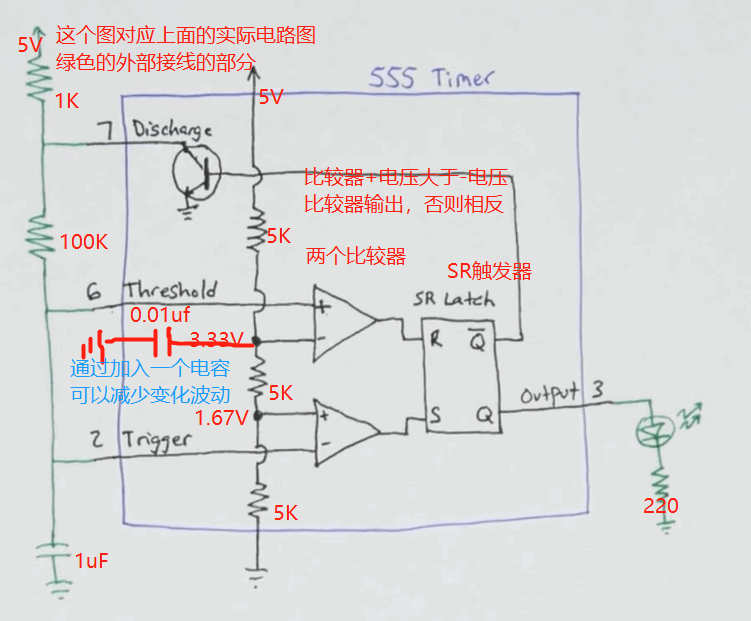 这个图对应上面的实际电路图
5V
绿色的外部接线的部分
555 Timer
5V
1K
7 Discharge
比较器+电压大于-电压
比较器输出，否则相反
5K
100K
两个比较器
SR触发器
6 Threshold
SR Latch
0.01uf
3.33V
R Q̅
通过加入一个电容
可以减少变化波动
5K
Output 3
1.67V
S Q
2 Trigger
220
5K
1uF